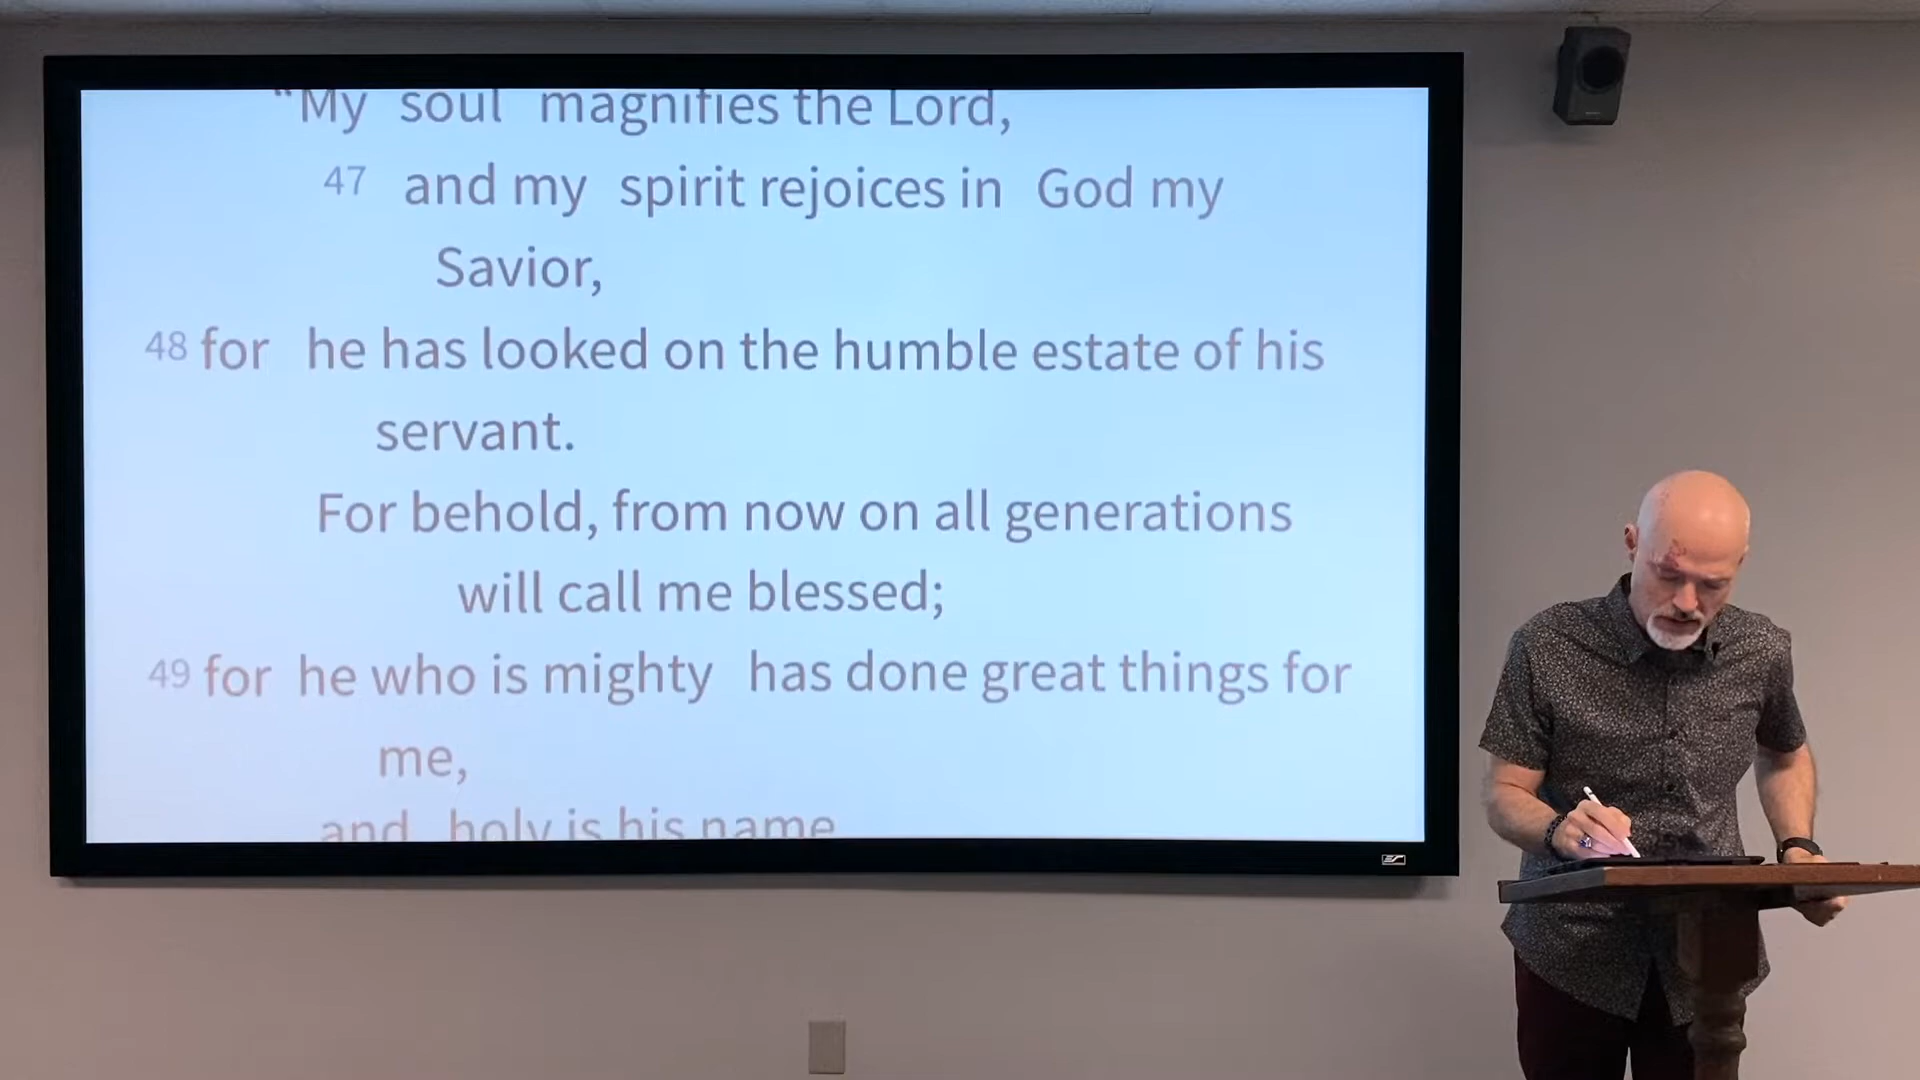 “My soul magnifies the Lord,
47 and my spirit rejoices in God my
Savior,
48 for he has looked on the humble estate of his
servant.
For behold, from now on all generations
will call me blessed;
49 for he who is mighty has done great things for
me,
and holy is his name